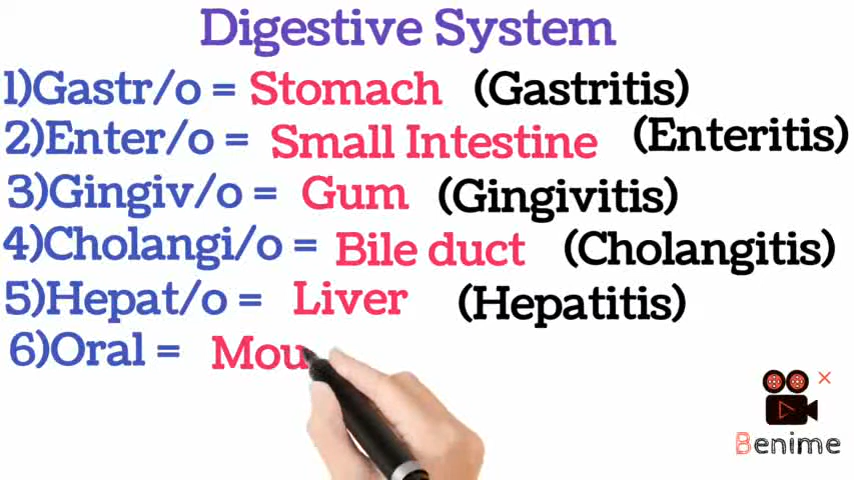 Digestive System
1)Gastr/o = Stomach (Gastritis)
2)Enter/o = Small Intestine (Enteritis)
3)Gingiv/o = Gum (Gingivitis)
4)Cholangi/o = Bile duct (Cholangitis)
5)Hepat/o = Liver (Hepatitis)
6)Oral = Mou
Benime